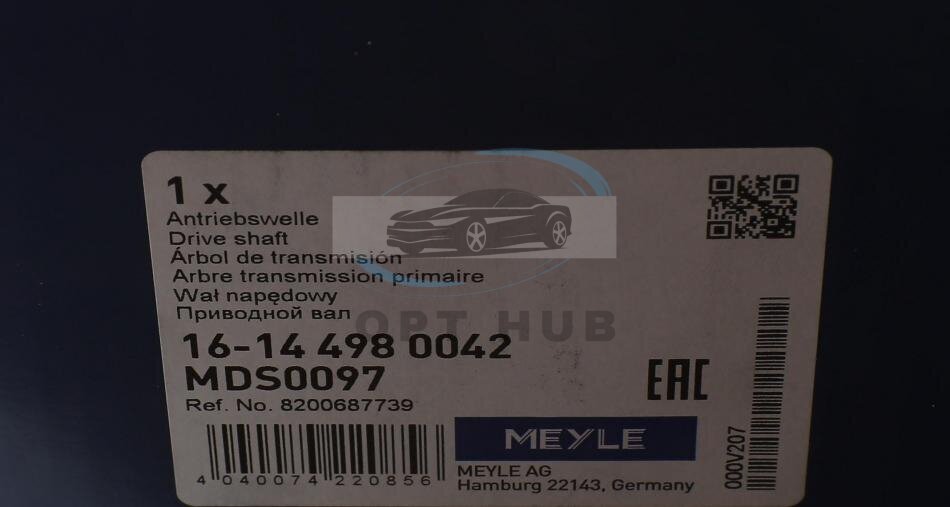 1 x
Antriebswelle
Drive shaft
Árbol de transmisión
Arbre transmission primaire
Wał napędowy
Приводной вал
OPT HUB
16-14 498 0042
MDS0097
Ref. No. 8200687739
EAC
MEYLE
MEYLE AG
Hamburg 22143, Germany
4 040074 220856
000V207